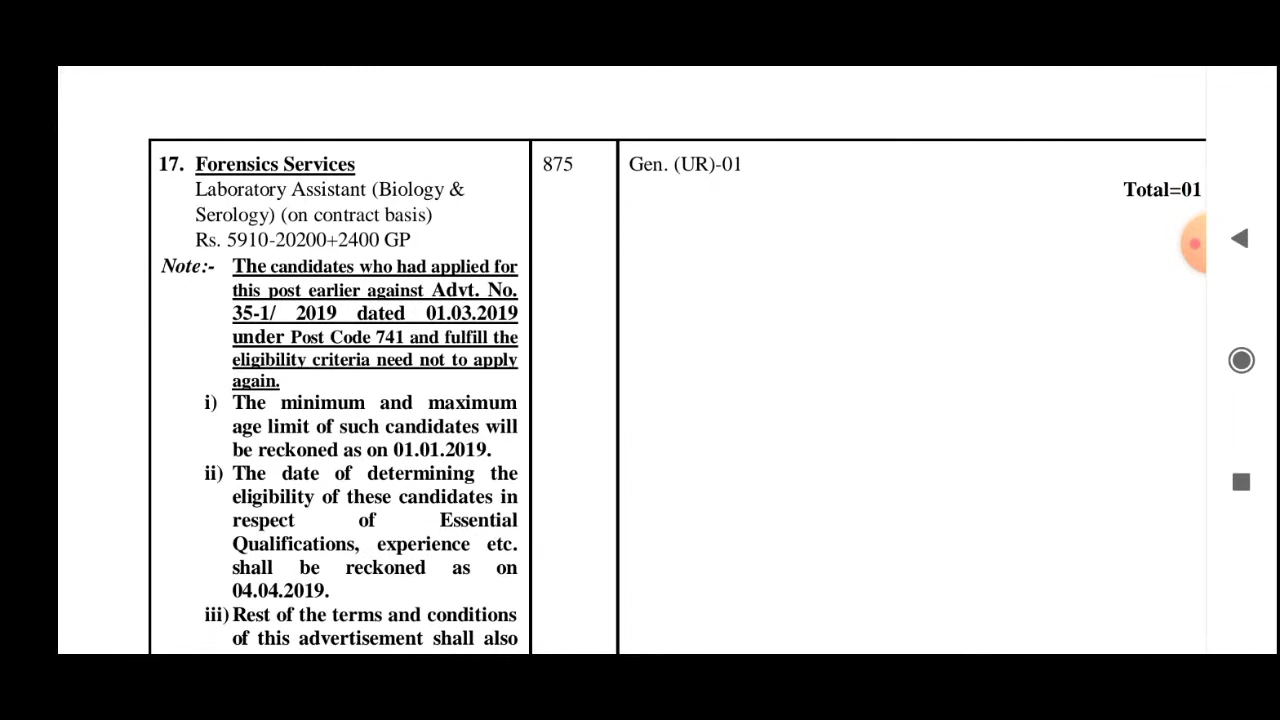 17. Forensics Services
875
Gen. (UR)-01
Total=01
Laboratory Assistant (Biology &
Serology) (on contract basis)
Rs. 5910-20200+2400 GP
Note:- The candidates who had applied for
this post earlier against Advt. No.
35-1/ 2019 dated 01.03.2019
under Post Code 741 and fulfill the
eligibility criteria need not to apply
again.
i) The minimum and maximum
age limit of such candidates will
be reckoned as on 01.01.2019.
ii) The date of determining the
eligibility of these candidates in
respect of Essential
Qualifications, experience etc.
shall be reckoned as on
04.04.2019.
iii) Rest of the terms and conditions
of this advertisement shall also